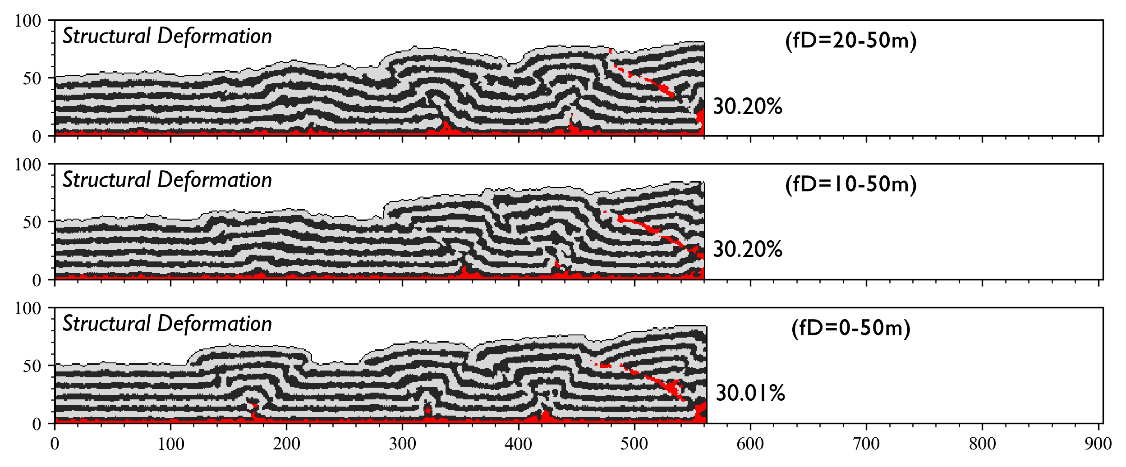 100
Structural Deformation
(fD=20-50m)
50
30.20%
0
100
Structural Deformation
(fD=10-50m)
50
30.20%
0
100
Structural Deformation
(fD=0-50m)
50
30.01%
0
0 100 200 300 400 500 600 700 800 900